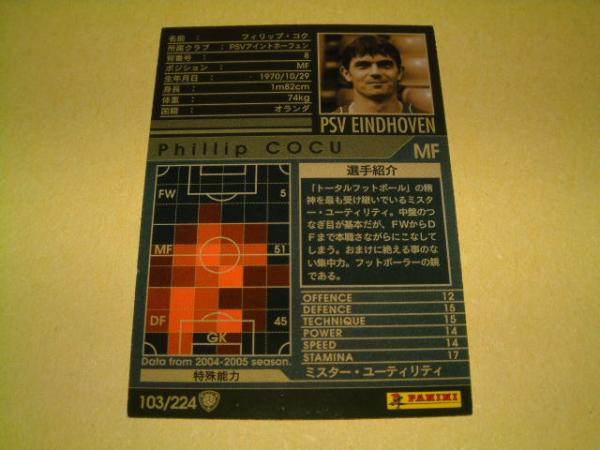 名前 : フィリップ・コク
所属クラブ : PSVアイントホーフェン
背番号 : 8
ポジション : MF
生年月日 : 1970/10/29
身長 : 1m82cm
体重 : 74kg
国籍 : オランダ
PSV EINDHOVEN
Phillip COCU
MF
FW 5
MF 51
DF 45
GK
Data from 2004-2005 season.
特殊能力
選手紹介
「トータルフットボール」の精
神を最も受け継いでいるミスタ
ー・ユーティリティ。中盤のつ
なぎ目が基本だが、FWからD
Fまで本職さながらにこなして
しまう。おまけに絶える事のな
い集中力。フットボーラーの鏡
である。
OFFENCE 12
DEFENCE 15
TECHNIQUE 15
POWER 14
SPEED 14
STAMINA 17
ミスター・ユーティリティ
103/224
PANINI